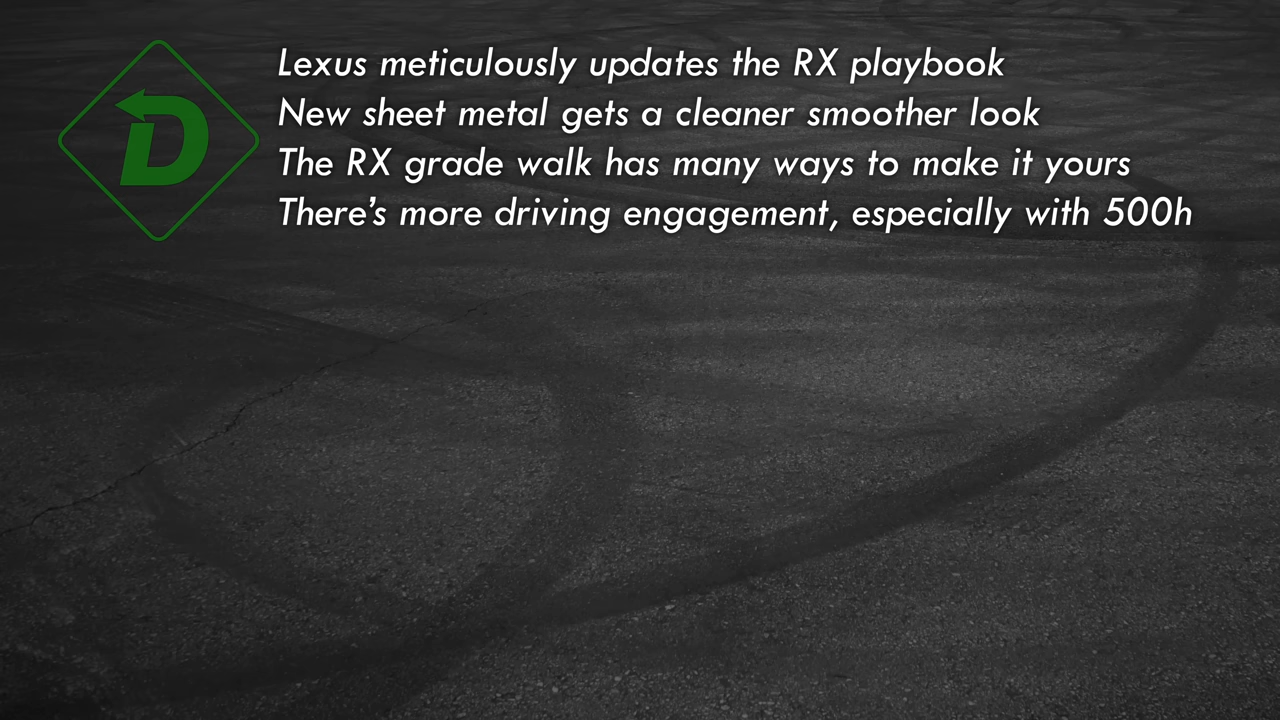 D
Lexus meticulously updates the RX playbook
New sheet metal gets a cleaner smoother look
The RX grade walk has many ways to make it yours
There’s more driving engagement, especially with 500h